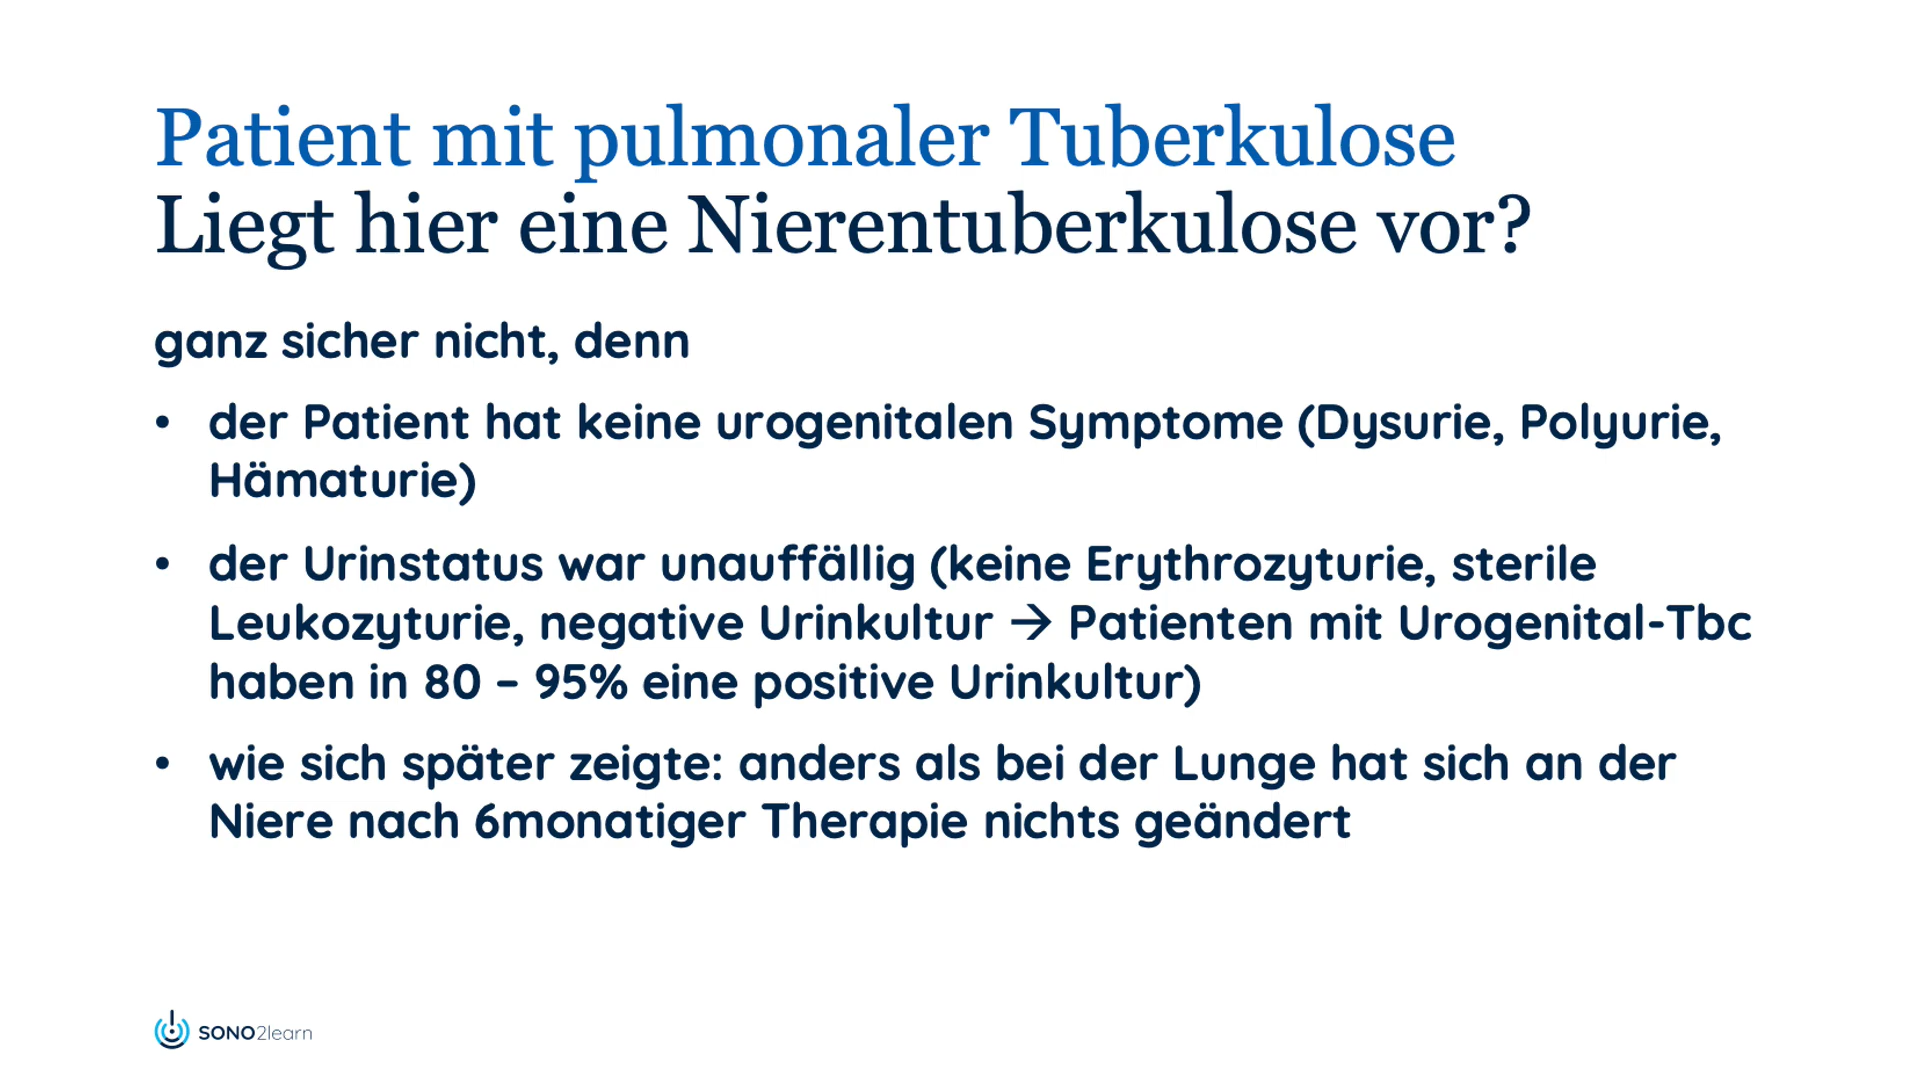 Patient mit pulmonaler Tuberkulose
Liegt hier eine Nierentuberkulose vor?
ganz sicher nicht, denn
• der Patient hat keine urogenitalen Symptome (Dysurie, Polyurie,
Hämaturie)
• der Urinstatus war unauffällig (keine Erythrozyturie, sterile
Leukozyturie, negative Urinkultur → Patienten mit Urogenital-Tbc
haben in 80 – 95% eine positive Urinkultur)
• wie sich später zeigte: anders als bei der Lunge hat sich an der
Niere nach 6monatiger Therapie nichts geändert
SONO2learn